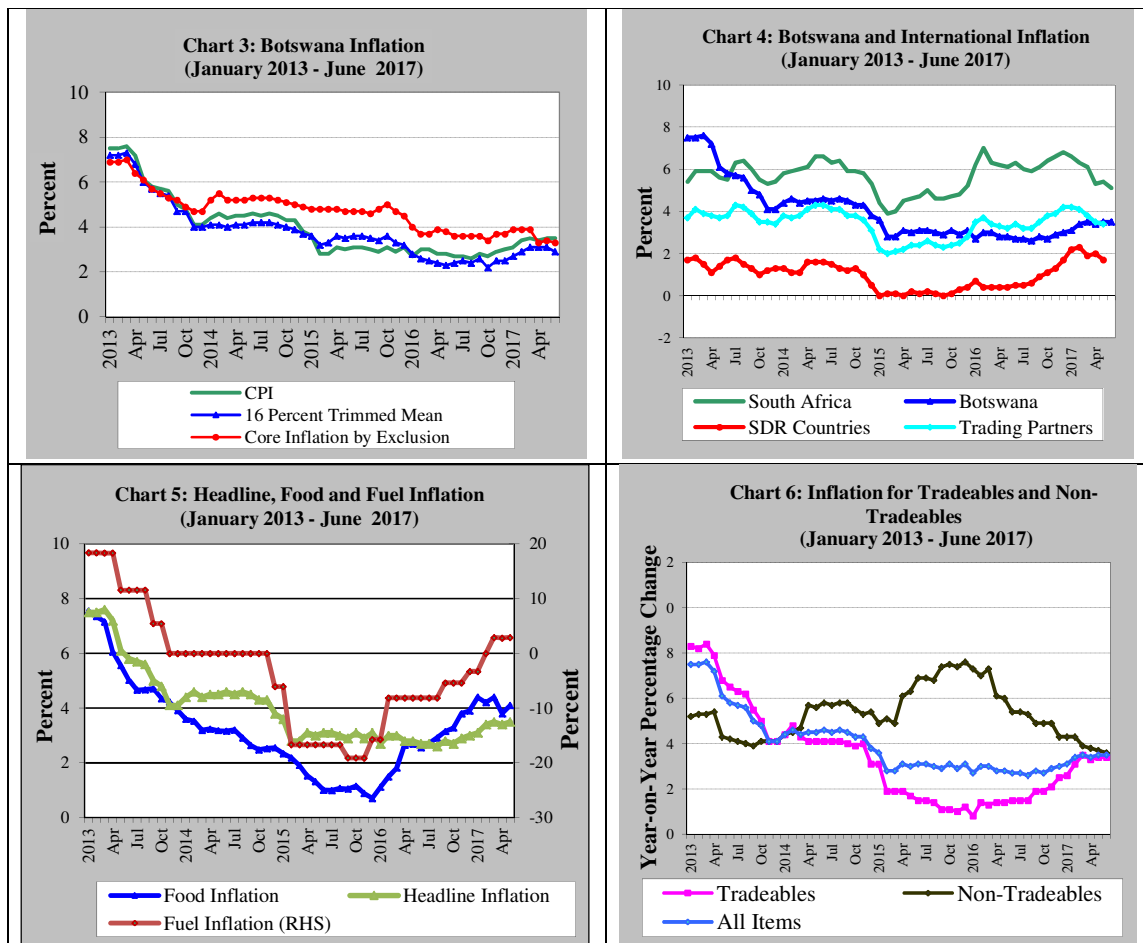 Chart 3: Botswana Inflation
(January 2013 - June 2017)
Percent
10
8
6
4
2
0
2013
Apr
Jul
Oct
2014
Apr
Jul
Oct
2015
Apr
Jul
Oct
2016
Apr
Jul
Oct
2017
Apr
CPI
16 Percent Trimmed Mean
Core Inflation by Exclusion
Chart 4: Botswana and International Inflation
(January 2013 - June 2017)
Percent
10
8
6
4
2
0
-2
2013
Apr
Jul
Oct
2014
Apr
Jul
Oct
2015
Apr
Jul
Oct
2016
Apr
Jul
Oct
2017
Apr
South Africa
Botswana
SDR Countries
Trading Partners
Chart 5: Headline, Food and Fuel Inflation
(January 2013 - June 2017)
Percent
10
8
6
4
2
0
20
10
0
-10
-20
-30
Percent
2013
Apr
Jul
Oct
2014
Apr
Jul
Oct
2015
Apr
Jul
Oct
2016
Apr
Jul
Oct
2017
Apr
Food Inflation
Headline Inflation
Fuel Inflation (RHS)
Chart 6: Inflation for Tradeables and Non-
Tradeables
(January 2013 - June 2017)
Year-on-Year Percentage Change
2
0
8
6
4
2
0
2013
Apr
Jul
Oct
2014
Apr
Jul
Oct
2015
Apr
Jul
Oct
2016
Apr
Jul
Oct
2017
Apr
Tradeables
Non-Tradeables
All Items